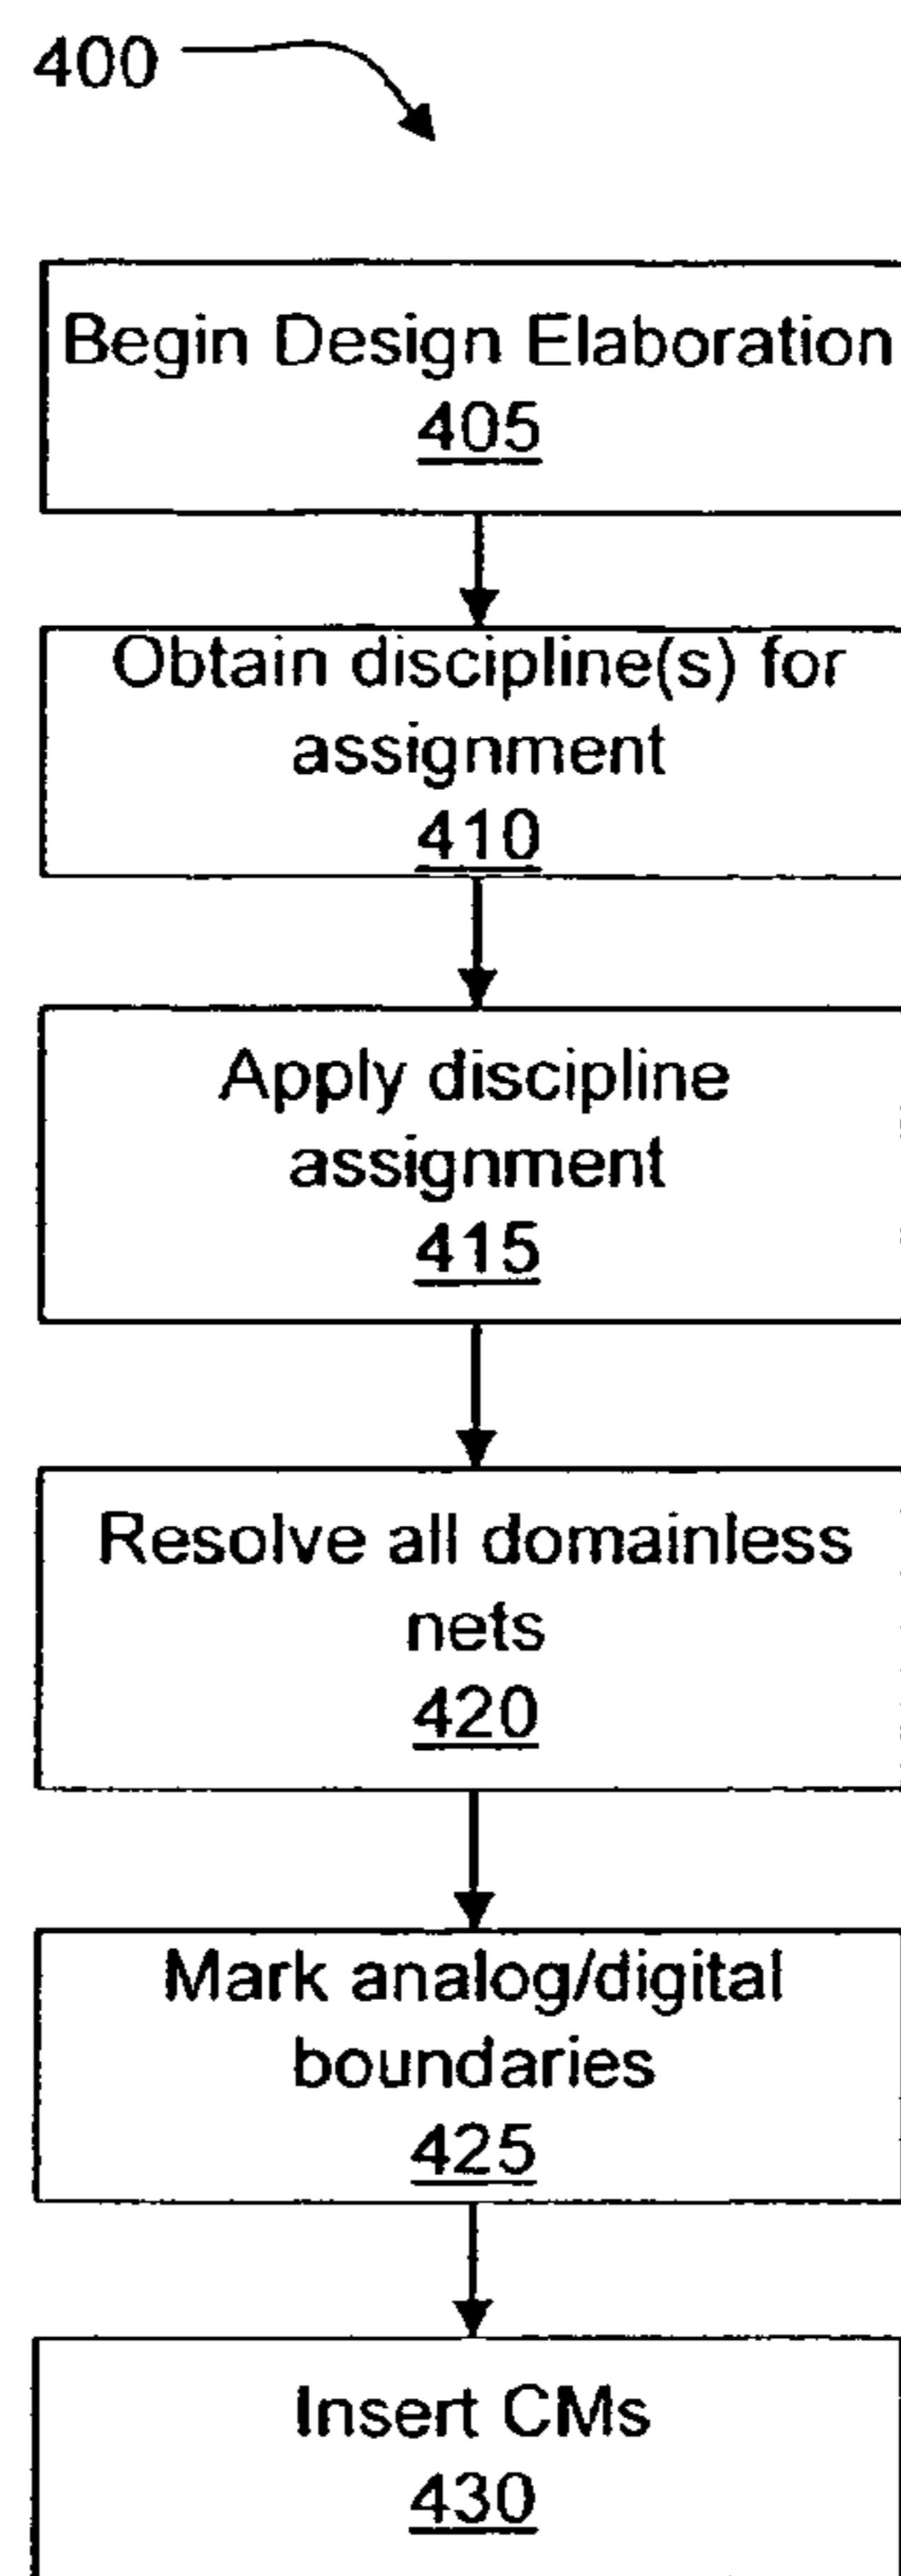 400
Begin Design Elaboration
405
Obtain discipline(s) for
assignment
410
Apply discipline
assignment
415
Resolve all domainless
nets
420
Mark analog/digital
boundaries
425
Insert CMs
430